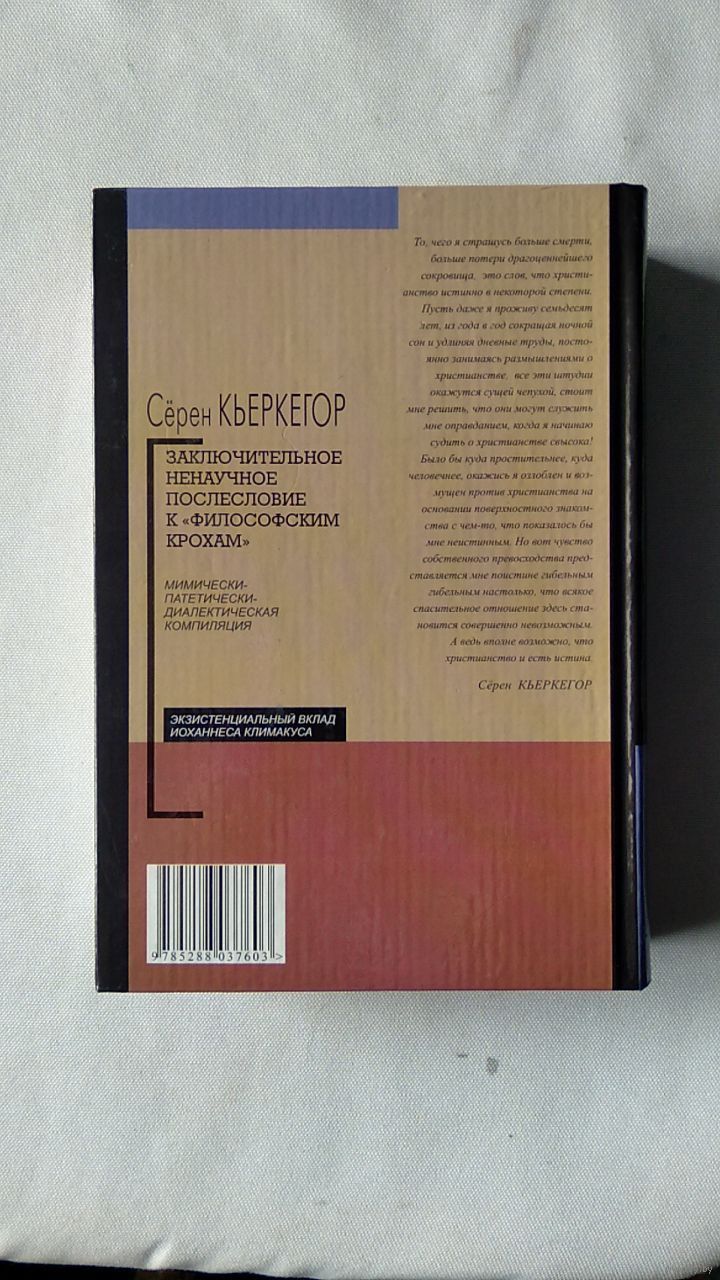 Сёрен КЬЕРКЕГОР
ЗАКЛЮЧИТЕЛЬНОЕ
НЕНАУЧНОЕ
ПОСЛЕСЛОВИЕ
К «ФИЛОСОФСКИМ
КРОХАМ»
МИМИЧЕСКИ-
ПАТЕТИЧЕСКИ-
ДИАЛЕКТИЧЕСКАЯ
КОМПИЛЯЦИЯ
ЭКЗИСТЕНЦИАЛЬНЫЙ ВКЛАД
ИОХАННЕСА КЛИМАКУСА
То, чего я страшусь больше смерти,
больше потери драгоценнейшего
сокровища, это слов, что христи-
анство истинно в некоторой степени.
Пусть даже я проживу семьдесят
лет, из года в год сокращая ночной
сон и удлиняя дневные труды, посто-
янно занимаясь размышлениями о
христианстве, все эти штудии
окажутся сущей чепухой, стоит
мне решить, что они могут служить
мне оправданием, когда я начинаю
судить о христианстве свысока!
Было бы куда простительнее, куда
человечнее, окажись я озлоблен и воз-
мущен против христианства на
основании поверхностного знаком-
ства с чем-то, что показалось бы
мне неистинным. Но вот чувство
собственного превосходства пред-
ставляется мне поистине гибельным
гибельным настолько, что всякое
спасительное отношение здесь ста-
новится совершенно невозможным.
А ведь вполне возможно, что
христианство и есть истина.
Сёрен КЬЕРКЕГОР
9 785288 037603 >